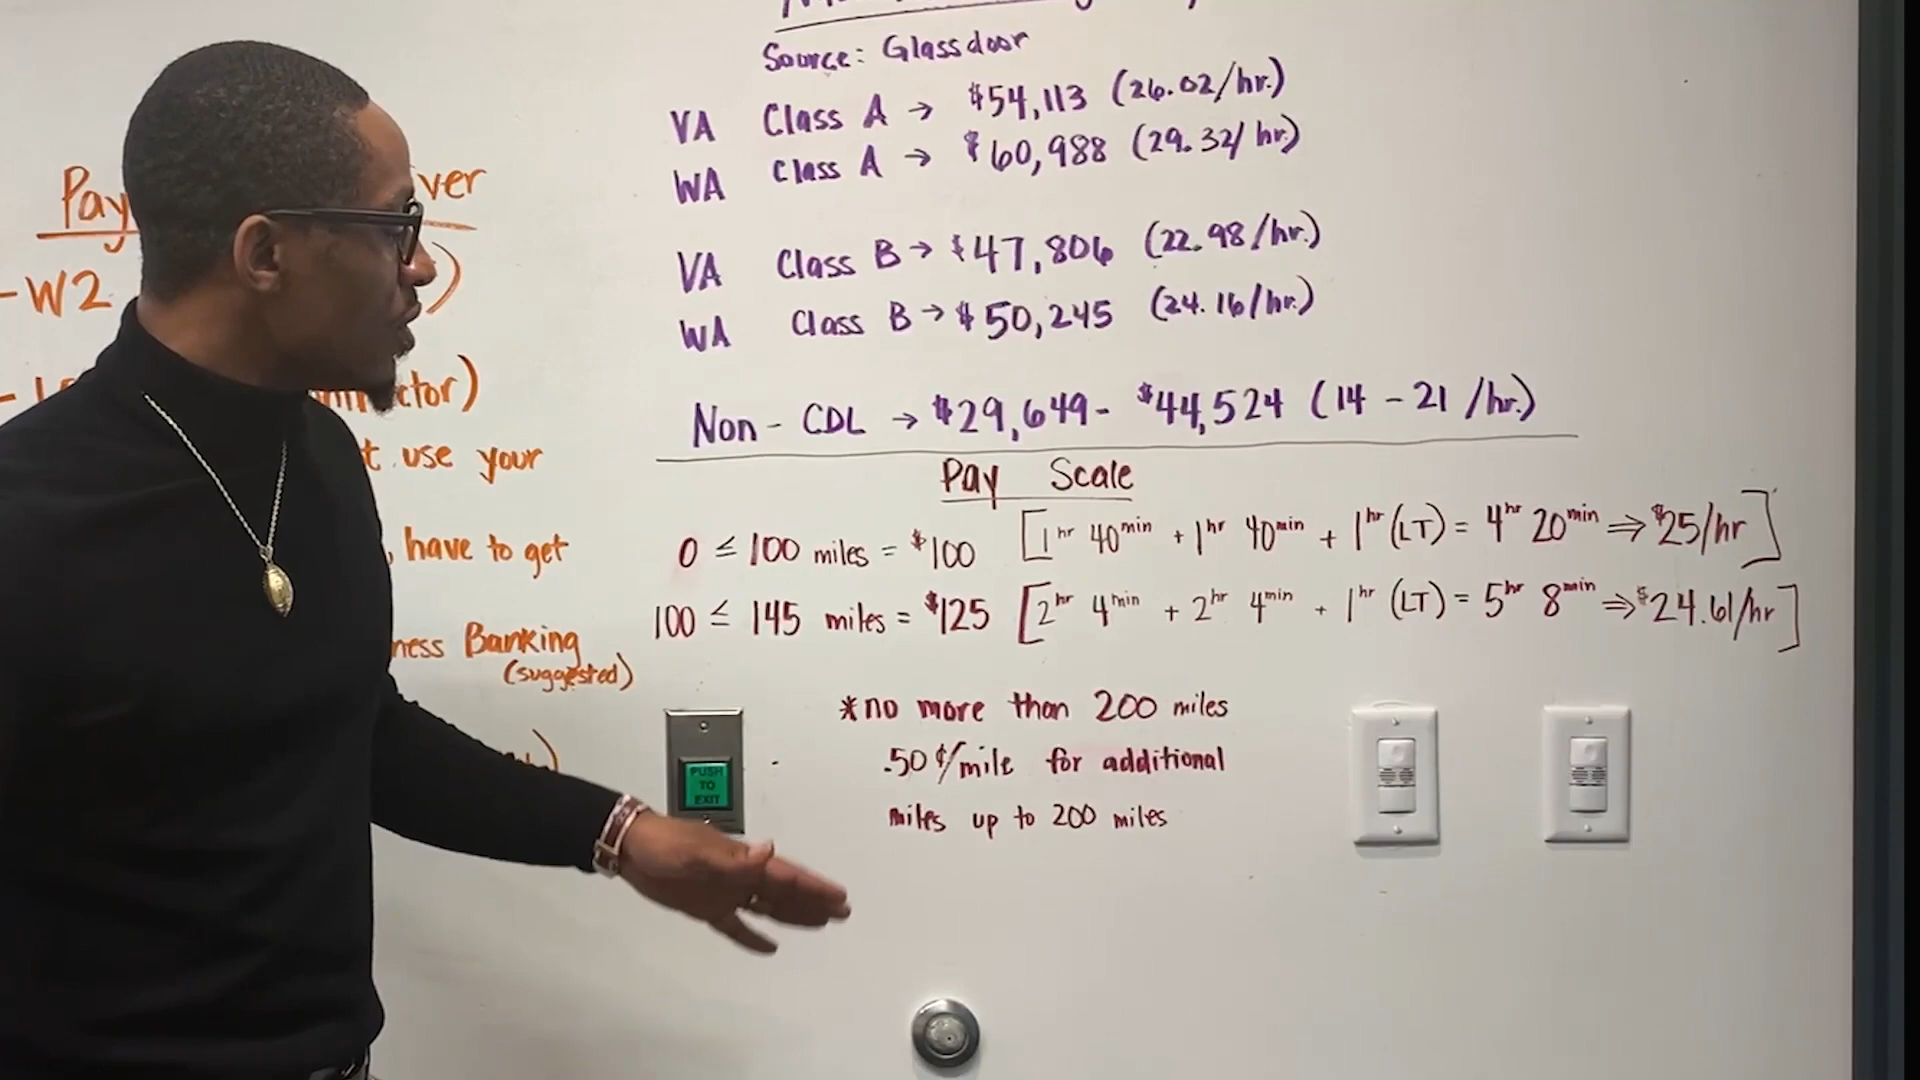 Source: Glassdoor
VA Class A → $54,113 (26.02/hr.)
WA Class A → $60,988 (29.32/hr.)
VA Class B → $47,806 (22.98/hr.)
WA Class B → $50,245 (24.16/hr.)
Non-CDL → $29,649- $44,524 (14-21/hr.)
Pay Scale
0 ≤ 100 miles = $100 [1hr 40min + 1hr 40min + 1hr (LT) = 4hr 20min ⇒ $25/hr]
100 ≤ 145 miles = $125 [2hr 4min + 2hr 4min + 1hr (LT) = 5hr 8min ⇒ $24.61/hr]
*no more than 200 miles
.50¢/mile for additional
miles up to 200 miles
Pay
-W2
use your
have to get
Banking
(suggested)
PUSH
TO
EXIT